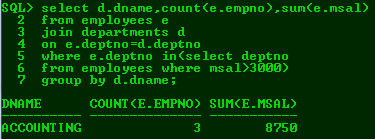 SQL> select d.dname,count(e.empno),sum(e.msal)
2 from employees e
3 join departments d
4 on e.deptno=d.deptno
5 where e.deptno in(select deptno
6 from employees where msal>3000)
7 group by d.dname;
DNAME COUNT(E.EMPNO) SUM(E.MSAL)
---------- -------------- -----------
ACCOUNTING 3 8750